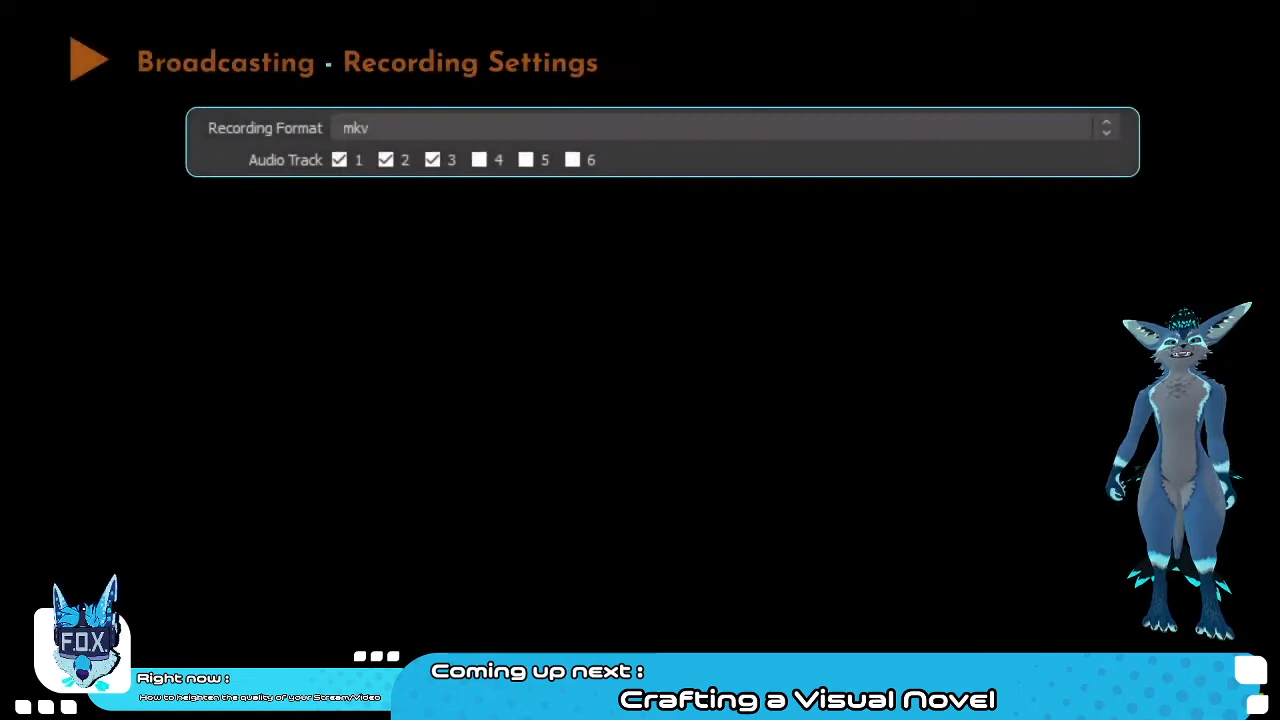 Broadcasting - Recording Settings
Recording Format mkv
Audio Track 1 2 3 4 5 6
F.O.X.
Right now :
How to heighten the quality of your Stream/Video
Coming up next :
Crafting a Visual Novel